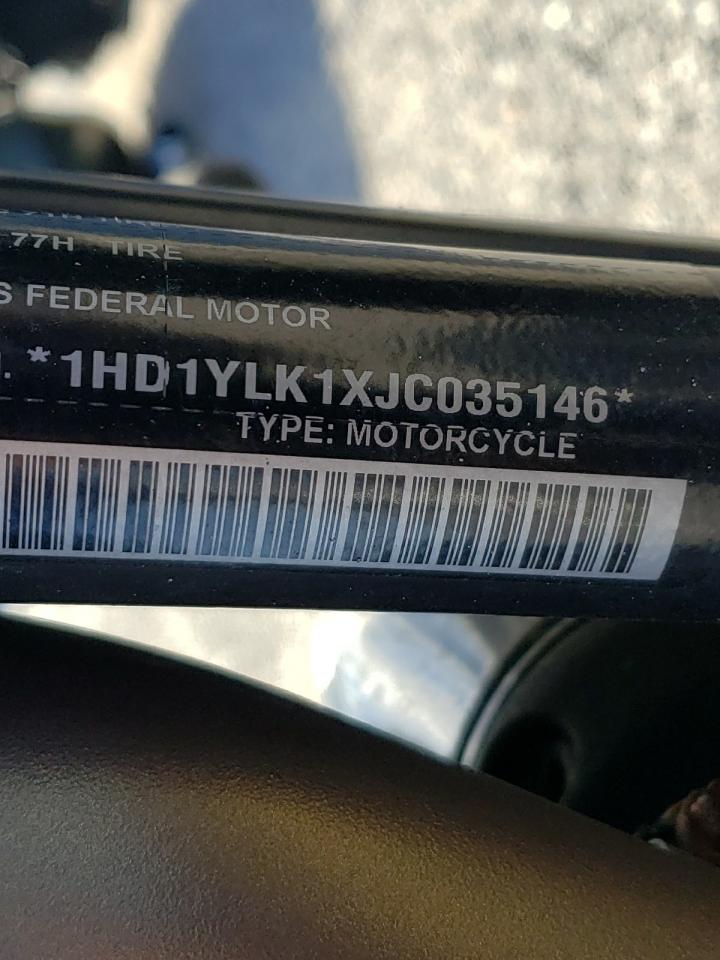 77H TIRE
S FEDERAL MOTOR
. *1HD1YLK1XJC035146*
TYPE: MOTORCYCLE